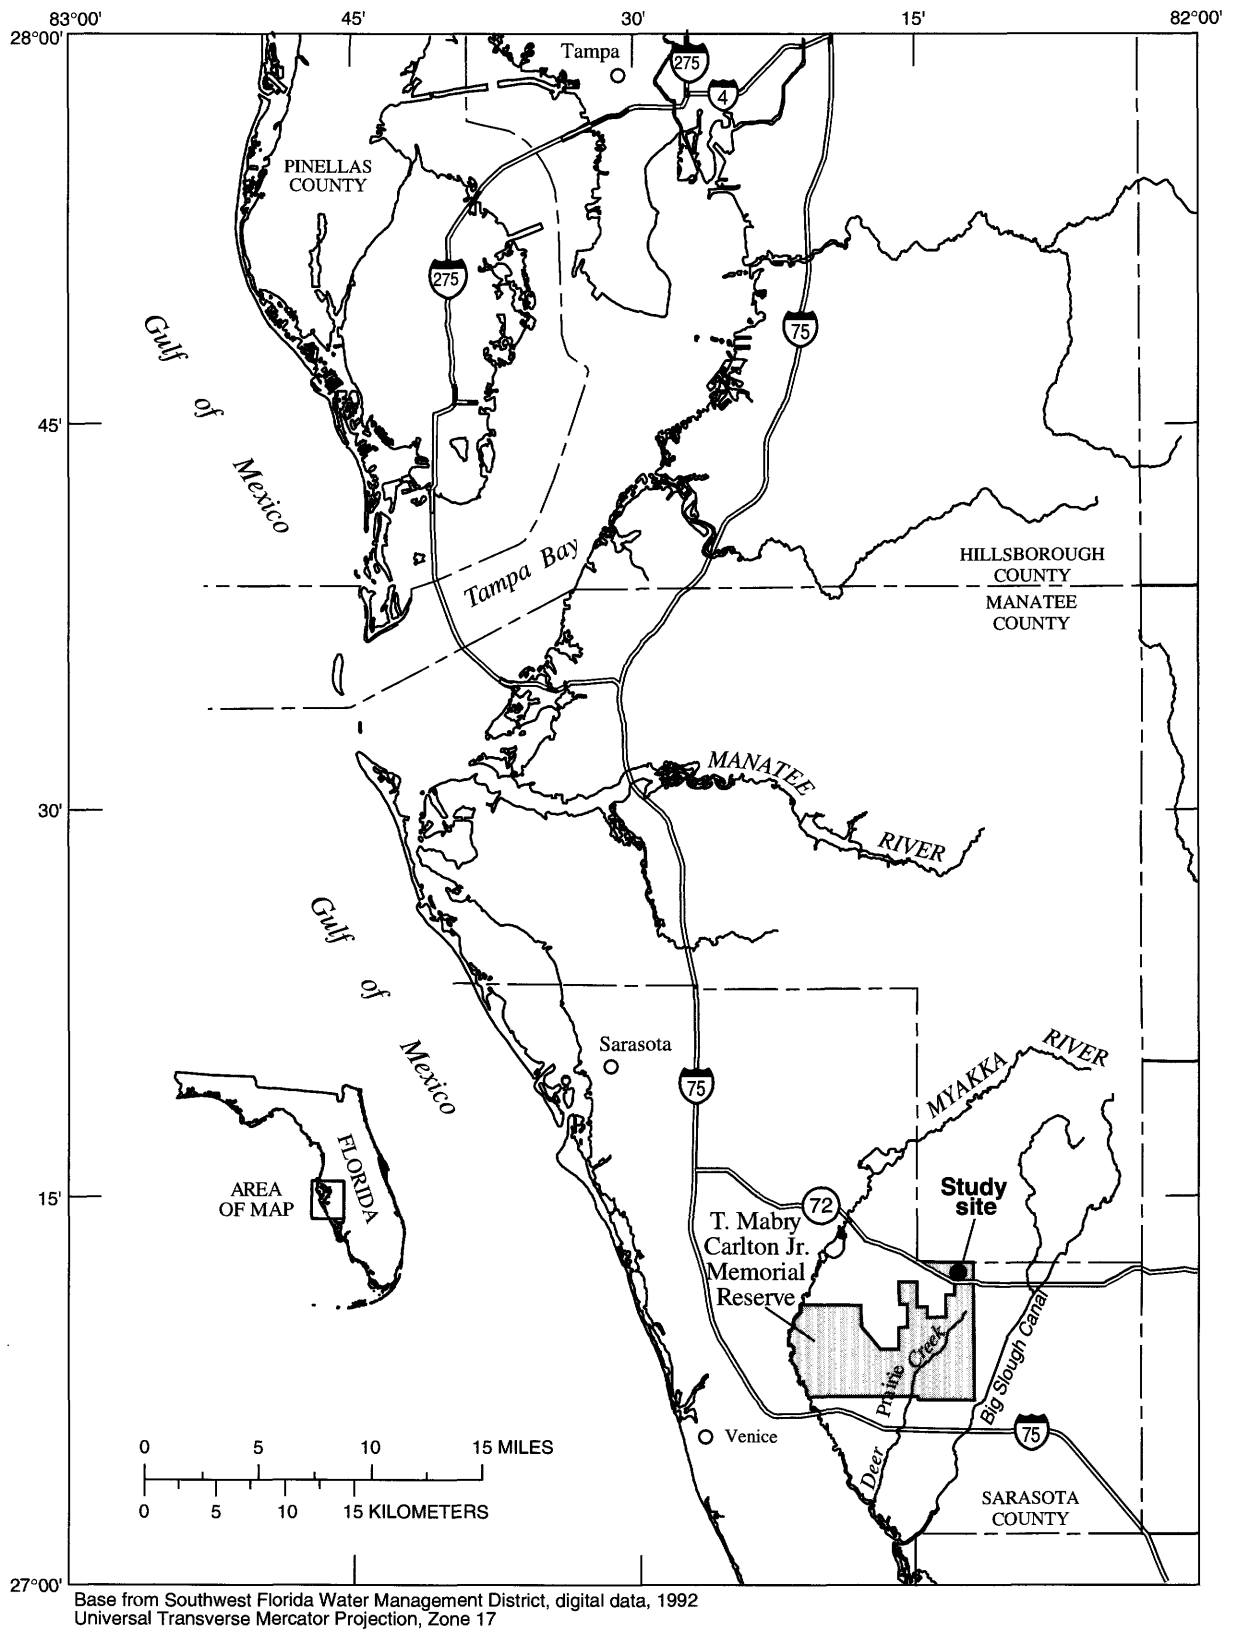 83°00'
45'
30'
15'
82°00'
28°00'
Tampa
275
4
PINELLAS
COUNTY
275
75
Gulf
of
Mexico
45'
Tampa Bay
HILLSBOROUGH
COUNTY
MANATEE
COUNTY
MANATEE
RIVER
30'
Gulf
of
Mexico
Sarasota
75
MYAKKA
RIVER
FLORIDA
AREA
OF MAP
15'
72
Study
site
T. Mabry
Carlton Jr.
Memorial
Reserve
Deer Prairie Creek
Big Slough Canal
75
Venice
SARASOTA
COUNTY
0 5 10 15 MILES
0 5 10 15 KILOMETERS
27°00'
Base from Southwest Florida Water Management District, digital data, 1992
Universal Transverse Mercator Projection, Zone 17